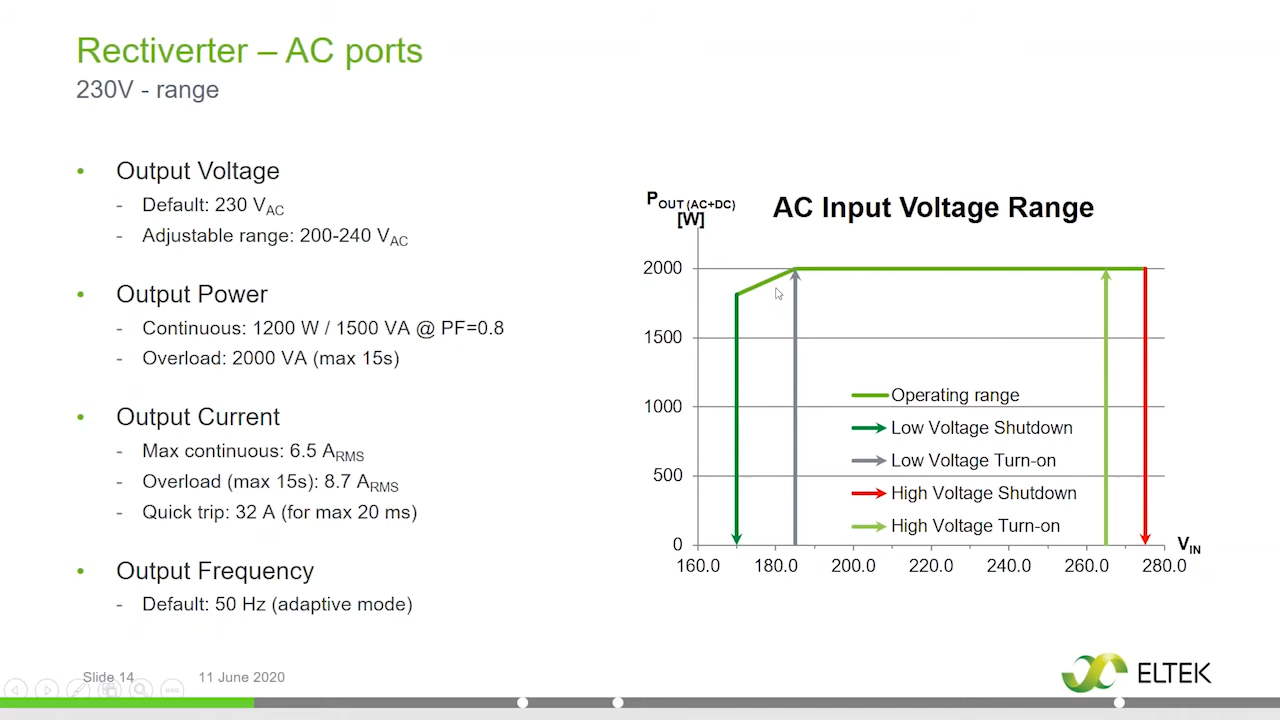 Rectiverter – AC ports
230V - range
• Output Voltage
- Default: 230 VAC
- Adjustable range: 200-240 VAC
• Output Power
- Continuous: 1200 W / 1500 VA @ PF=0.8
- Overload: 2000 VA (max 15s)
• Output Current
- Max continuous: 6.5 ARMS
- Overload (max 15s): 8.7 ARMS
- Quick trip: 32 A (for max 20 ms)
• Output Frequency
- Default: 50 Hz (adaptive mode)
POUT (AC+DC)
[W]
AC Input Voltage Range
2000
1500
1000
500
0
Operating range
Low Voltage Shutdown
Low Voltage Turn-on
High Voltage Shutdown
High Voltage Turn-on
VIN
160.0 180.0 200.0 220.0 240.0 260.0 280.0
Slide 14 11 June 2020
ELTEK